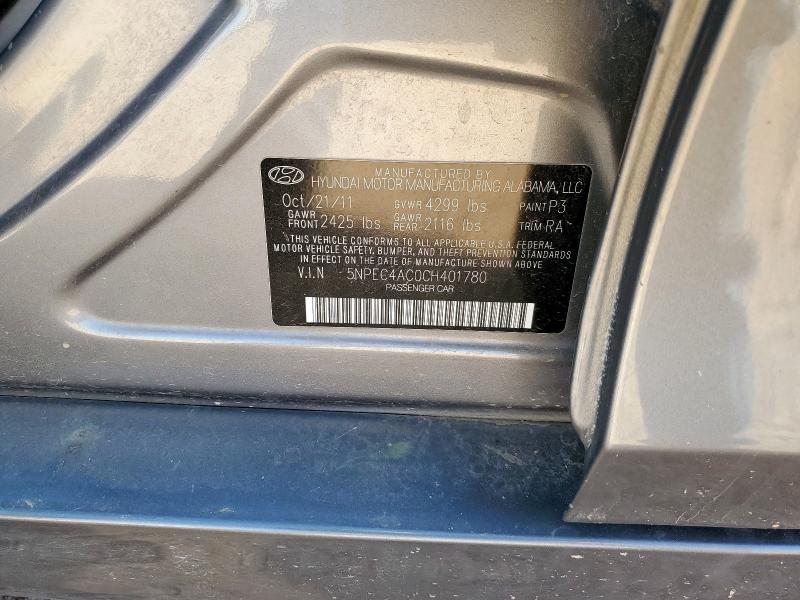 MANUFACTURED BY
HYUNDAI MOTOR MANUFACTURING ALABAMA, LLC
Oct/21/11 GVWR 4299 lbs PAINT P3
GAWR FRONT 2425 lbs GAWR REAR 2116 lbs TRIM RA
THIS VEHICLE CONFORMS TO ALL APPLICABLE U.S.A. FEDERAL
MOTOR VEHICLE SAFETY, BUMPER, AND THEFT PREVENTION STANDARDS
IN EFFECT ON THE DATE OF MANUFACTURE SHOWN ABOVE
V.I.N 5NPEC4AC0CH401780
PASSENGER CAR